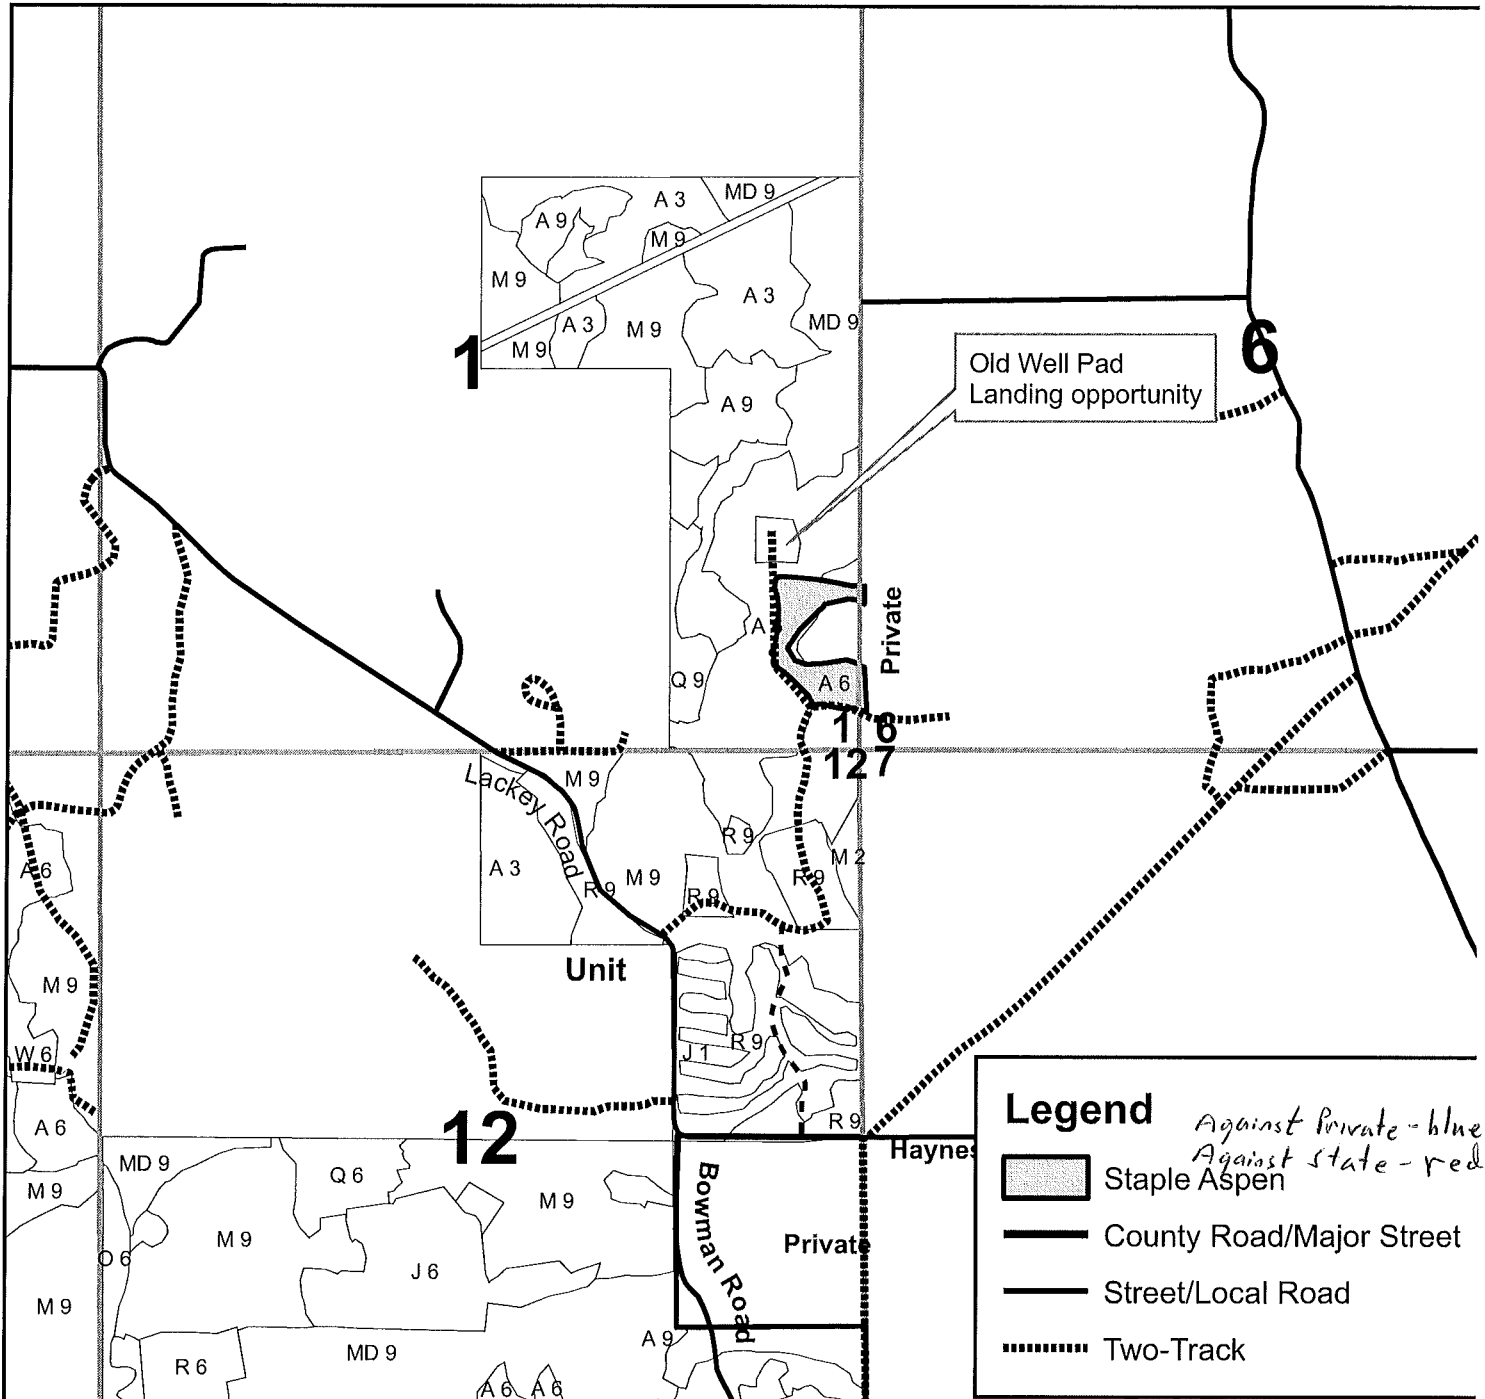 A 3
MD 9
A 9
M 9
M 9
A 3
A 3
M 9
MD 9
M 9
1
6
Old Well Pad
Landing opportunity
A 9
Private
A
Q 9
A 6
1 6
12 7
M 9
Lackey Road
R 9
M 2
A 6
A 3
R 9
M 9
R 9
R 9
Unit
M 9
R 9
J 1
W 6
R 9
A 6
12
Haynes
MD 9
Q 6
M 9
M 9
M 9
O 6
J 6
Bowman Road
Private
M 9
R 6
MD 9
A 9
A 6
A 6
Legend
Against Private - blue
Against State - red
Staple Aspen
County Road/Major Street
Street/Local Road
Two-Track